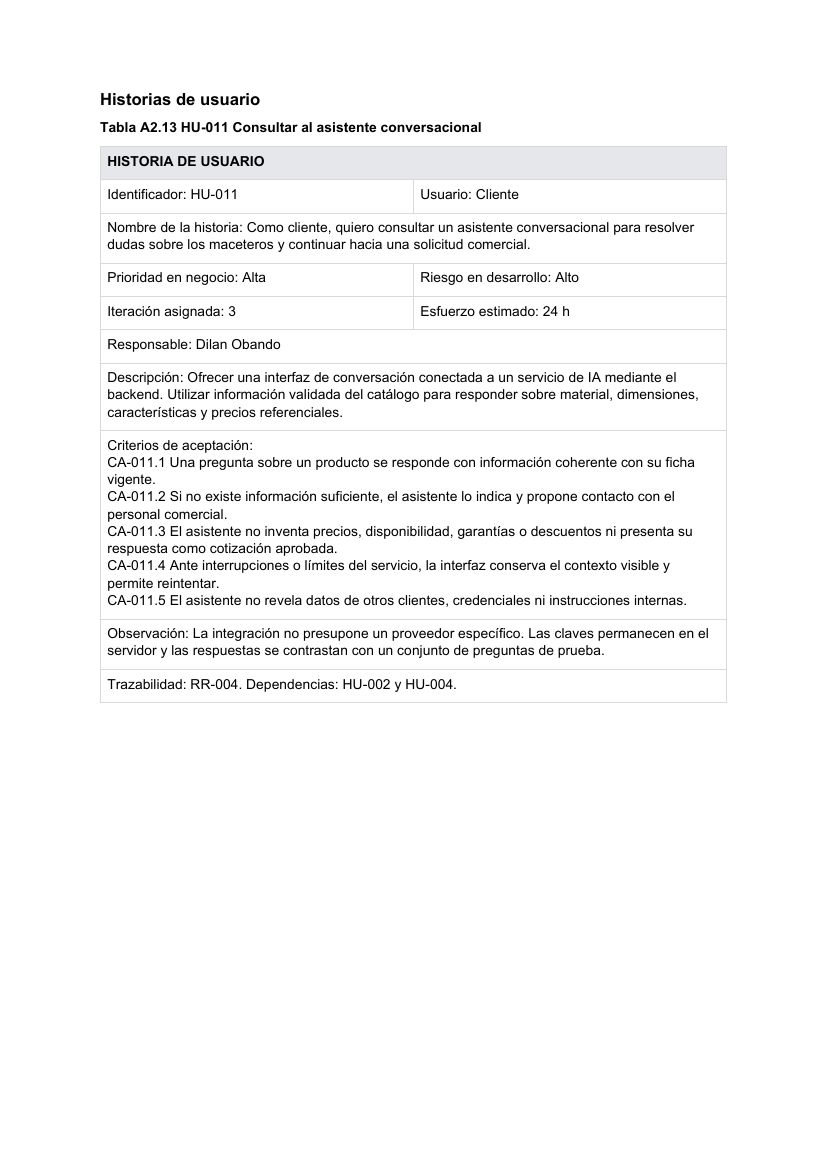 Historias de usuario
Tabla A2.13 HU-011 Consultar al asistente conversacional
HISTORIA DE USUARIO
Identificador: HU-011
Usuario: Cliente
Nombre de la historia: Como cliente, quiero consultar un asistente conversacional para resolver
dudas sobre los maceteros y continuar hacia una solicitud comercial.
Prioridad en negocio: Alta
Riesgo en desarrollo: Alto
Iteración asignada: 3
Esfuerzo estimado: 24 h
Responsable: Dilan Obando
Descripción: Ofrecer una interfaz de conversación conectada a un servicio de IA mediante el
backend. Utilizar información validada del catálogo para responder sobre material, dimensiones,
características y precios referenciales.
Criterios de aceptación:
CA-011.1 Una pregunta sobre un producto se responde con información coherente con su ficha
vigente.
CA-011.2 Si no existe información suficiente, el asistente lo indica y propone contacto con el
personal comercial.
CA-011.3 El asistente no inventa precios, disponibilidad, garantías o descuentos ni presenta su
respuesta como cotización aprobada.
CA-011.4 Ante interrupciones o límites del servicio, la interfaz conserva el contexto visible y
permite reintentar.
CA-011.5 El asistente no revela datos de otros clientes, credenciales ni instrucciones internas.
Observación: La integración no presupone un proveedor específico. Las claves permanecen en el
servidor y las respuestas se contrastan con un conjunto de preguntas de prueba.
Trazabilidad: RR-004. Dependencias: HU-002 y HU-004.